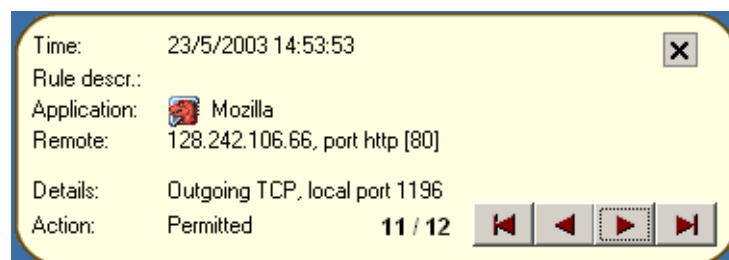 Time: 23/5/2003 14:53:53
Rule descr.:
Application: Mozilla
Remote: 128.242.106.66, port http [80]
Details: Outgoing TCP, local port 1196
Action: Permitted 11 / 12